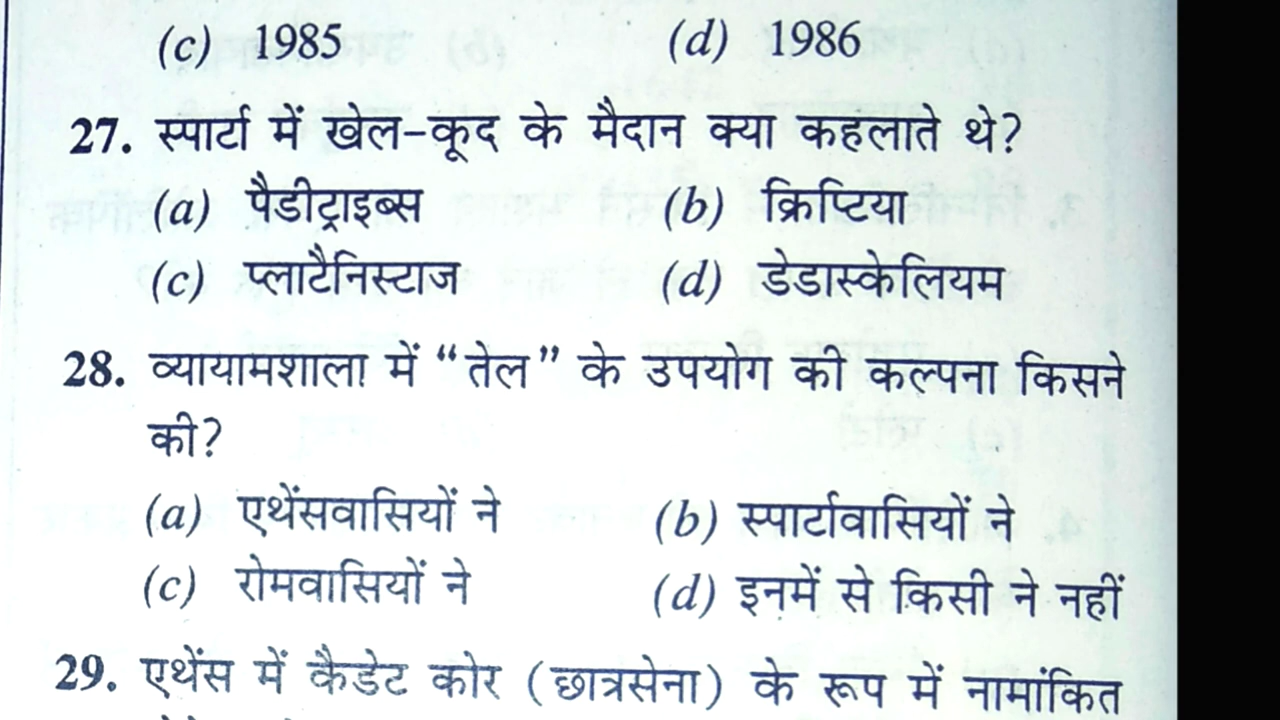 (c) 1985 (d) 1986
27. स्पार्टा में खेल-कूद के मैदान क्या कहलाते थे?
(a) पैडीट्राइब्स (b) क्रिप्टिया
(c) प्लाटैनिस्टाज (d) डेडास्केलियम
28. व्यायामशाला में “तेल” के उपयोग की कल्पना किसने
की?
(a) एथेंसवासियों ने (b) स्पार्टावासियों ने
(c) रोमवासियों ने (d) इनमें से किसी ने नहीं
29. एथेंस में कैडेट कोर (छात्रसेना) के रूप में नामांकित